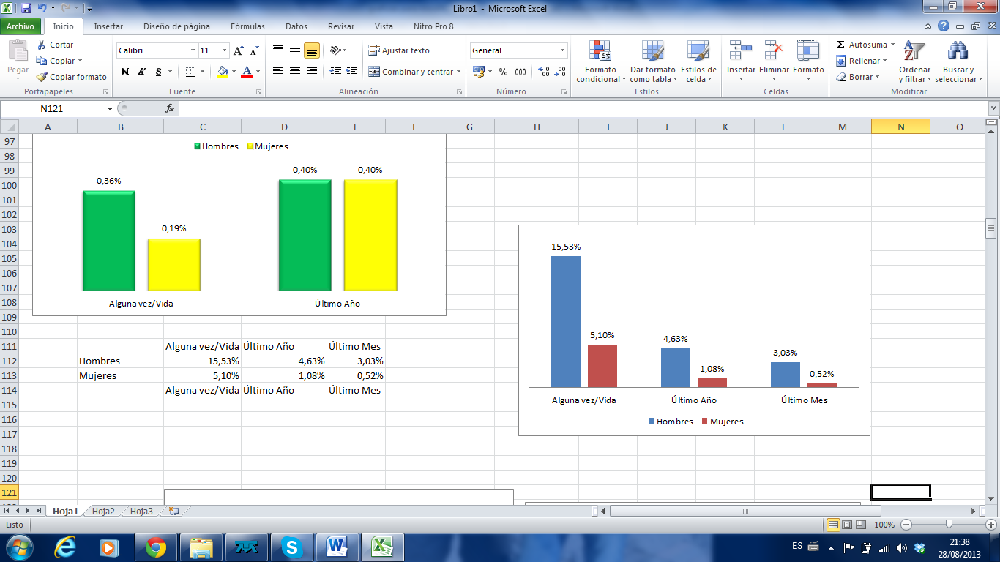 Libro1 - Microsoft Excel
Archivo Inicio Insertar Diseño de página Fórmulas Datos Revisar Vista Nitro Pro 8
Pegar
Cortar
Copiar
Copiar formato
Portapapeles
Calibri 11
N K S
Fuente
Ajustar texto
Combinar y centrar
Alineación
General
% 000
Número
Formato condicional
Dar formato como tabla
Estilos de celda
Estilos
Insertar Eliminar Formato
Celdas
Σ Autosuma
Rellenar
Borrar
Ordenar y filtrar
Buscar y seleccionar
Modificar
N121 fx
A B C D E F G H I J K L M N O
97
98
99
100
101
102
103
104
105
106
107
108
109
110
111
112
113
114
115
116
117
118
119
120
121
Hombres Mujeres
0,36% 0,19% 0,40% 0,40%
Alguna vez/Vida Último Año
Alguna vez/Vida Último Año Último Mes
Hombres 15,53% 4,63% 3,03%
Mujeres 5,10% 1,08% 0,52%
Alguna vez/Vida Último Año Último Mes
15,53% 5,10% 4,63% 1,08% 3,03% 0,52%
Alguna vez/Vida Último Año Último Mes
Hombres Mujeres
Hoja1 Hoja2 Hoja3
Listo 100%
ES 21:38
28/08/2013